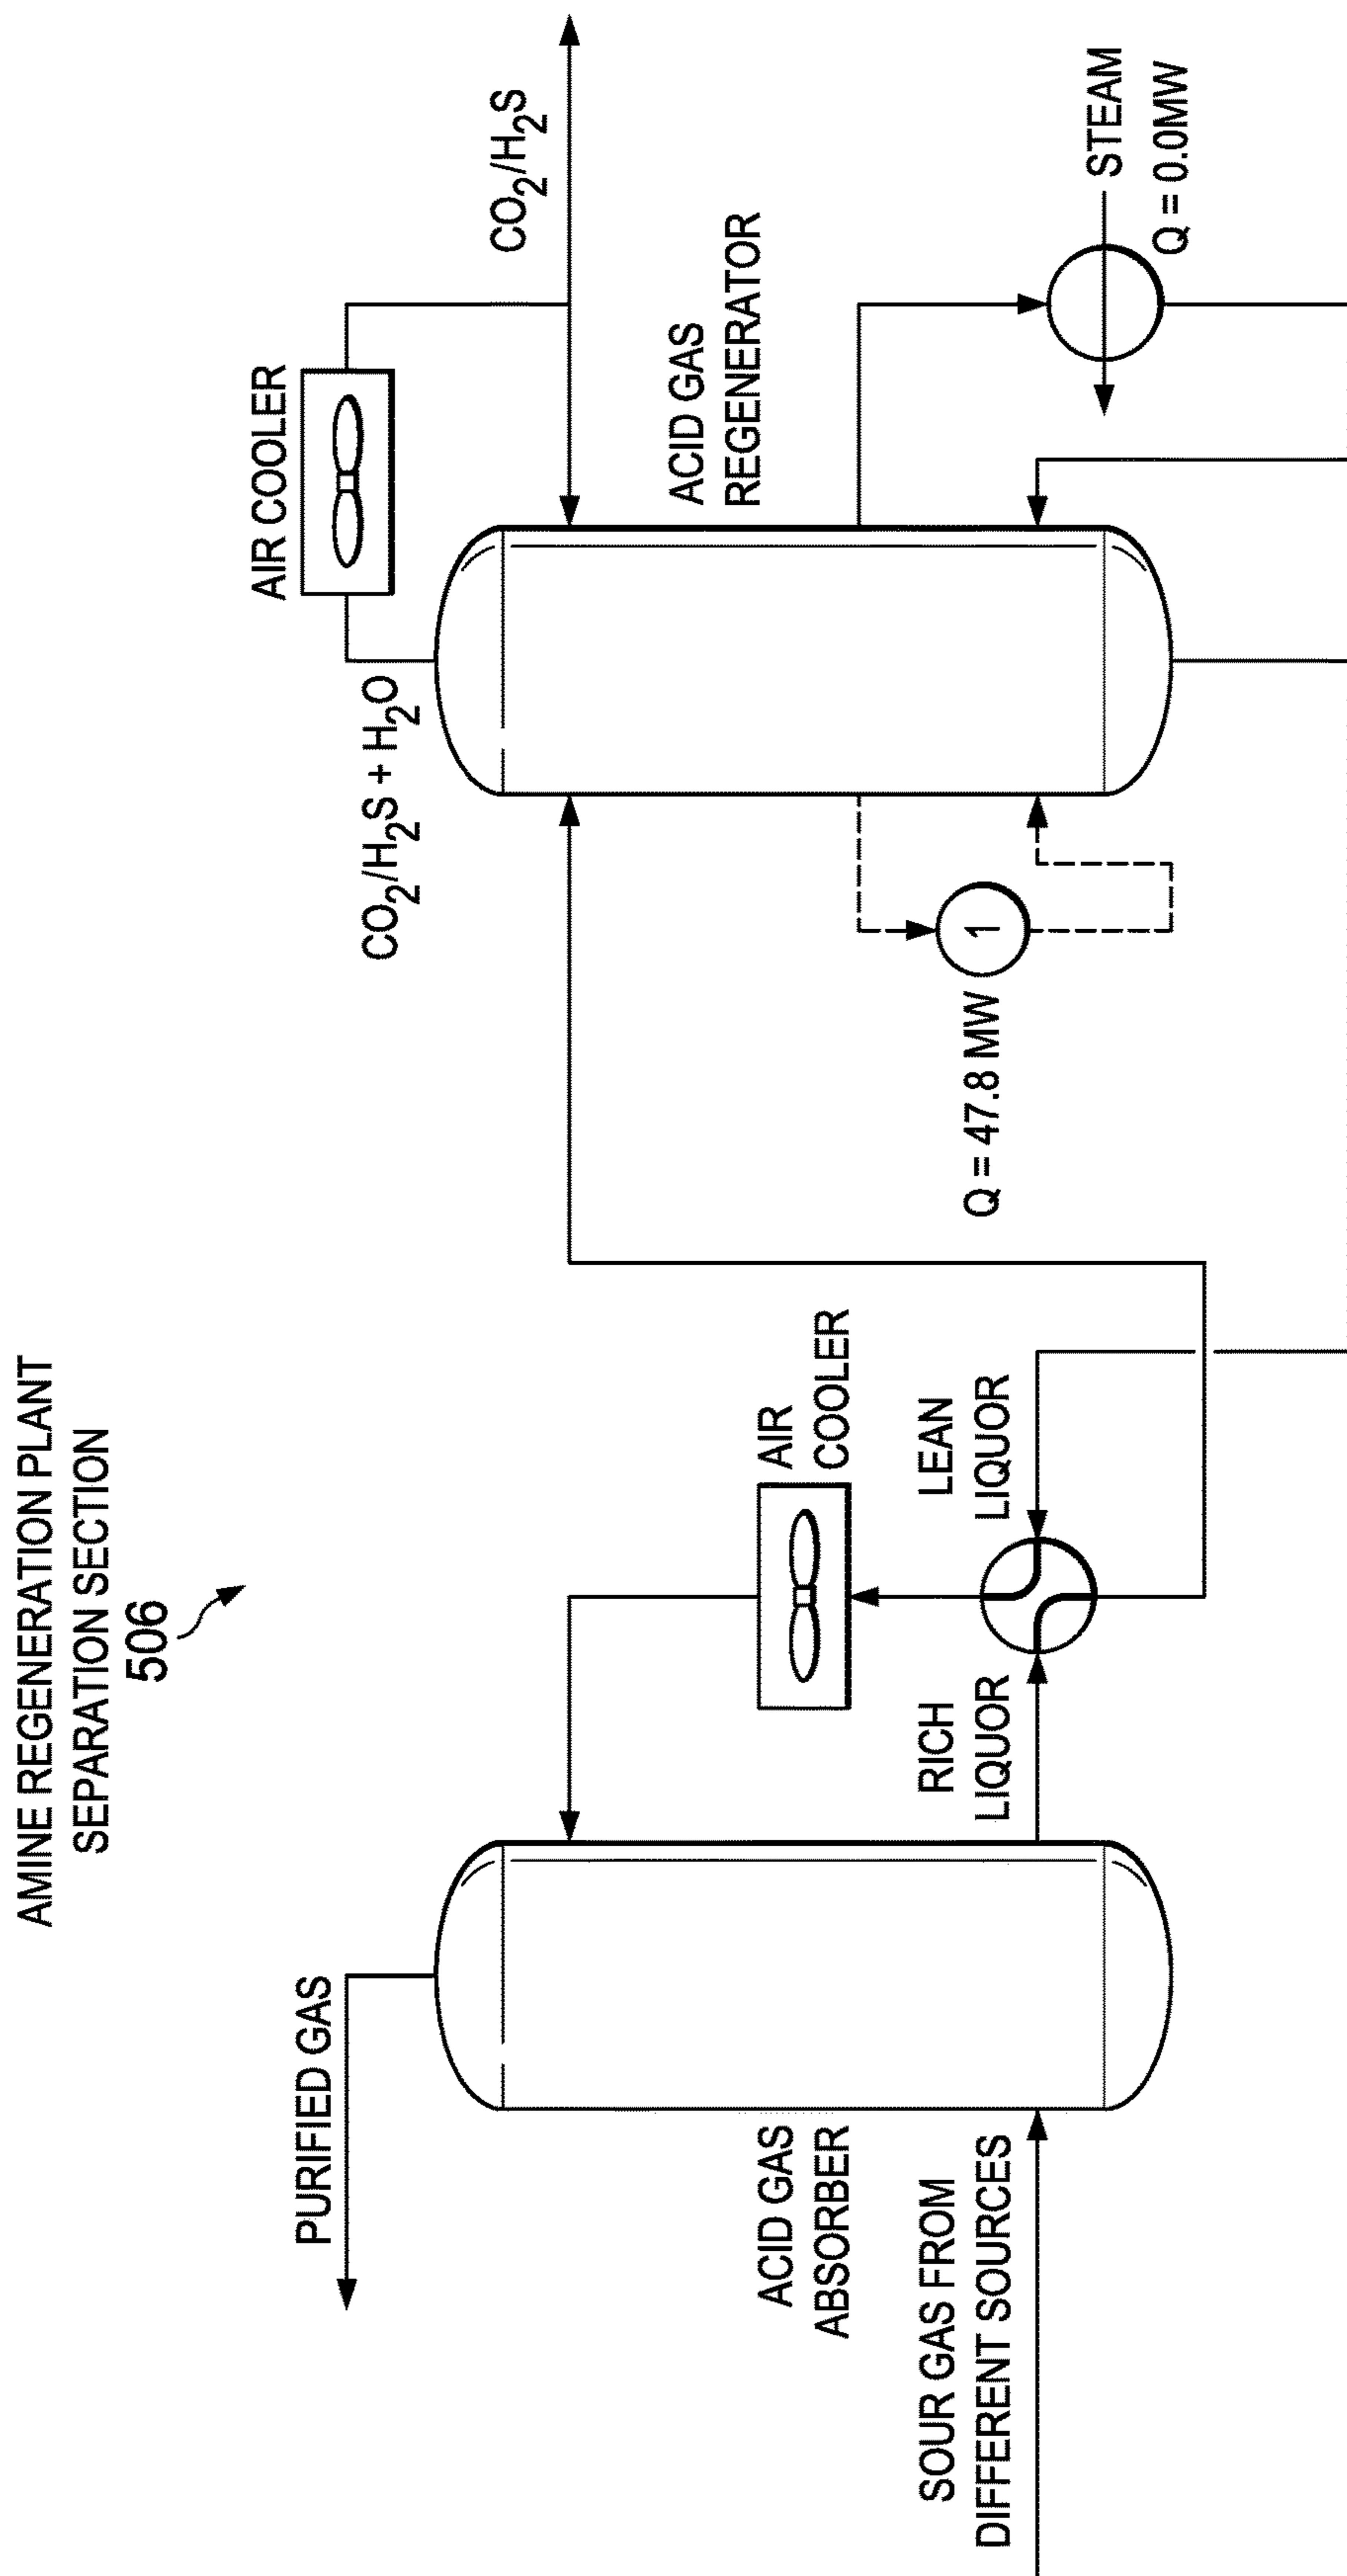 AMINE REGENERATION PLANT
SEPARATION SECTION
506
PURIFIED GAS
ACID GAS
ABSORBER
SOUR GAS FROM
DIFFERENT SOURCES
RICH
LIQUOR
AIR
COOLER
LEAN
LIQUOR
CO2/H2S + H2O
AIR COOLER
CO2/H2S
ACID GAS
REGENERATOR
Q = 47.8 MW
1
STEAM
Q = 0.0MW